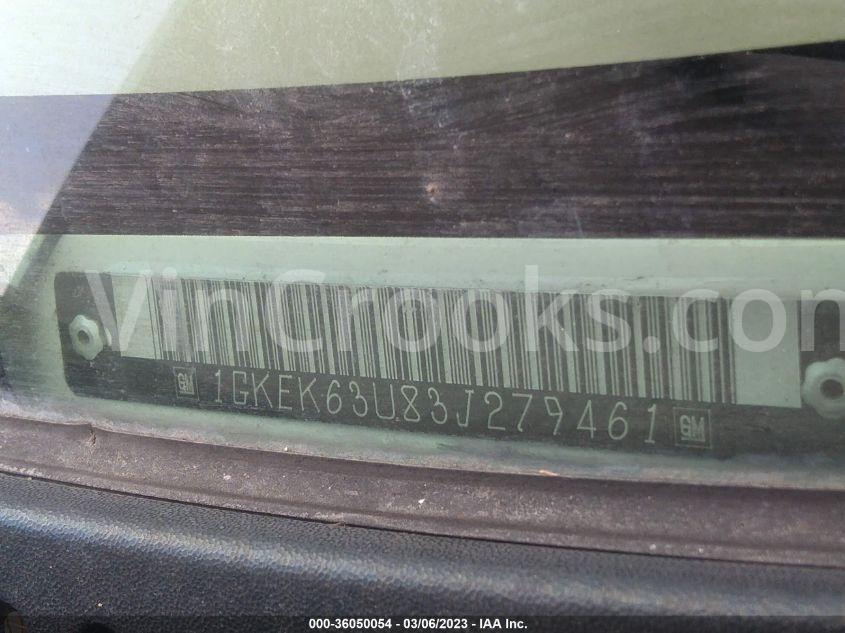 VinCrooks.com
GM 1GKEK63U83J279461 GM
000-36050054 - 03/06/2023 - IAA Inc.